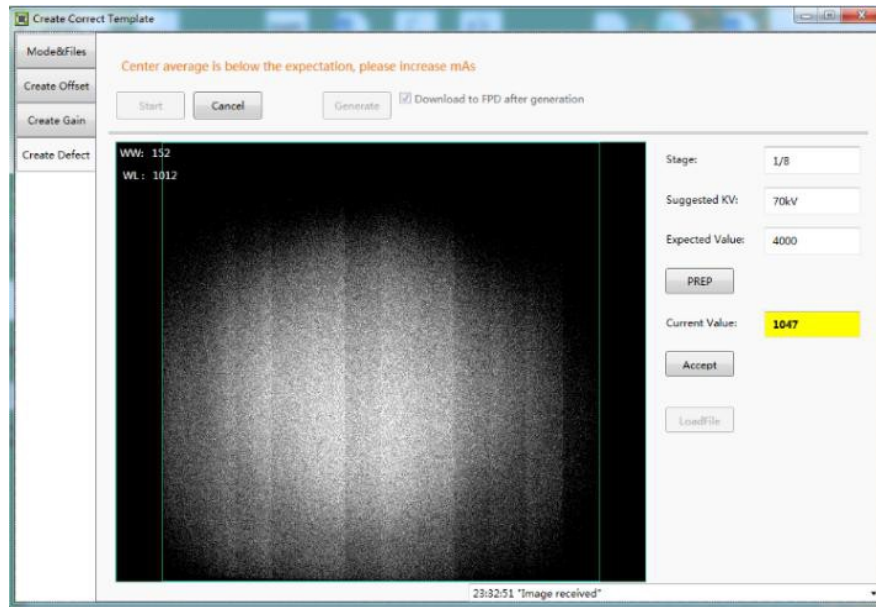 Create Correct Template
Mode&Files
Create Offset
Create Gain
Create Defect
Center average is below the expectation, please increase mAs
Start
Cancel
Generate
Download to FPD after generation
WW: 152
WL : 1012
Stage:
1/8
Suggested KV:
70kV
Expected Value:
4000
PREP
Current Value:
1047
Accept
LoadFile
23:32:51 "Image received"